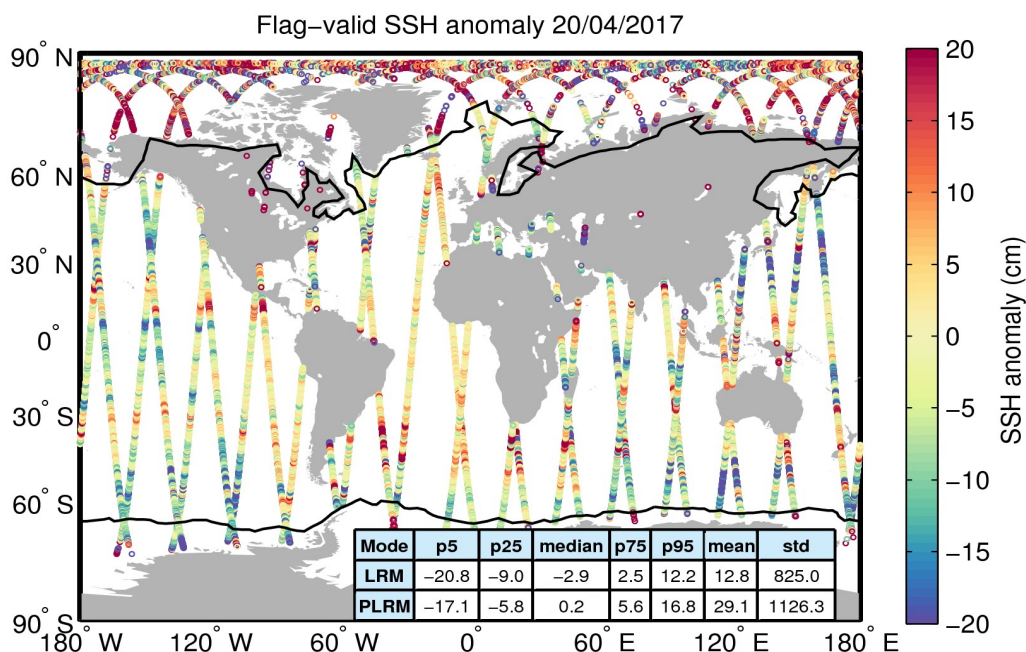 Flag−valid SSH anomaly 20/04/2017
90° N
60° N
30° N
0°
30° S
60° S
90° S
180° W
120° W
60° W
0°
60° E
120° E
180° E
Mode p5 p25 median p75 p95 mean std
LRM −20.8 −9.0 −2.9 2.5 12.2 12.8 825.0
PLRM −17.1 −5.8 0.2 5.6 16.8 29.1 1126.3
20
15
10
5
0
−5
−10
−15
−20
SSH anomaly (cm)